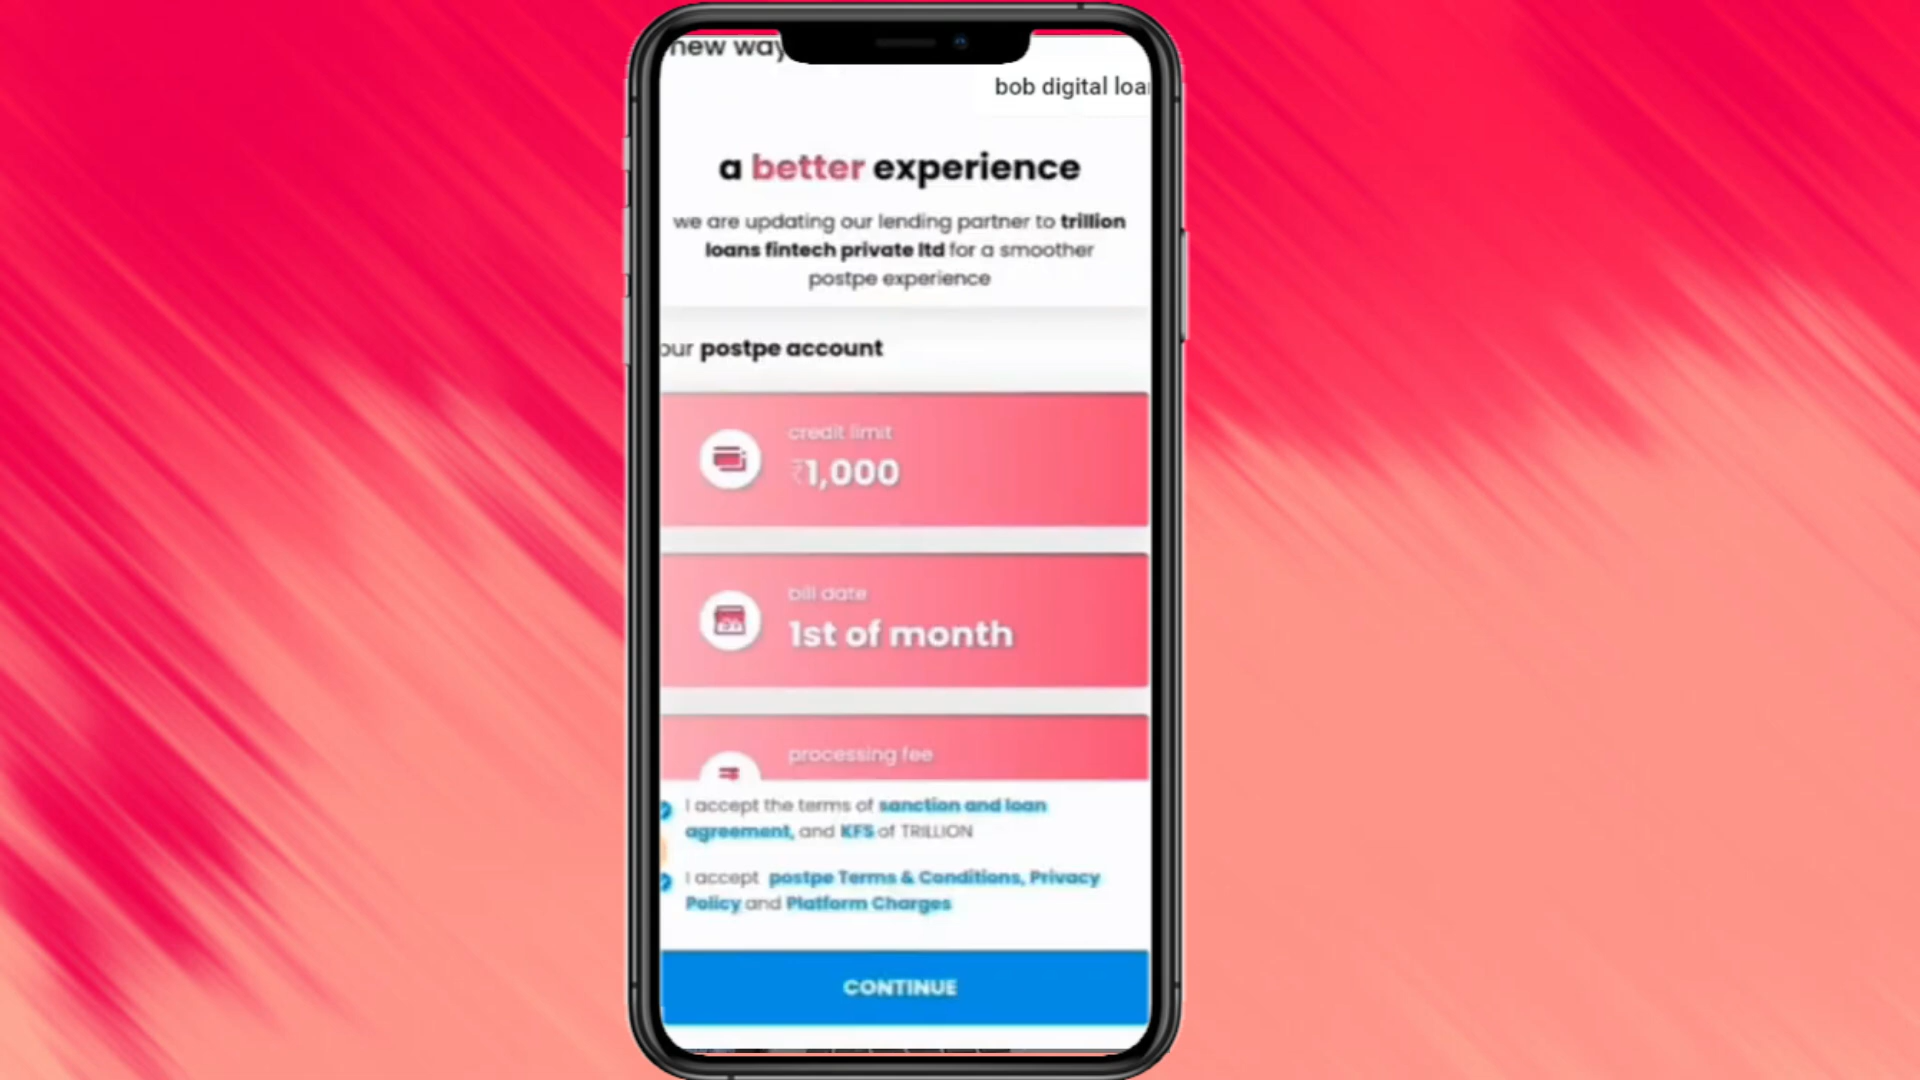 new way
bob digital loa
a better experience
we are updating our lending partner to trillion
loans fintech private ltd for a smoother
postpe experience
our postpe account
credit limit
₹1,000
bill date
1st of month
processing fee
I accept the terms of sanction and loan
agreement, and KFS of TRILLION
I accept postpe Terms & Conditions, Privacy
Policy and Platform Charges
CONTINUE